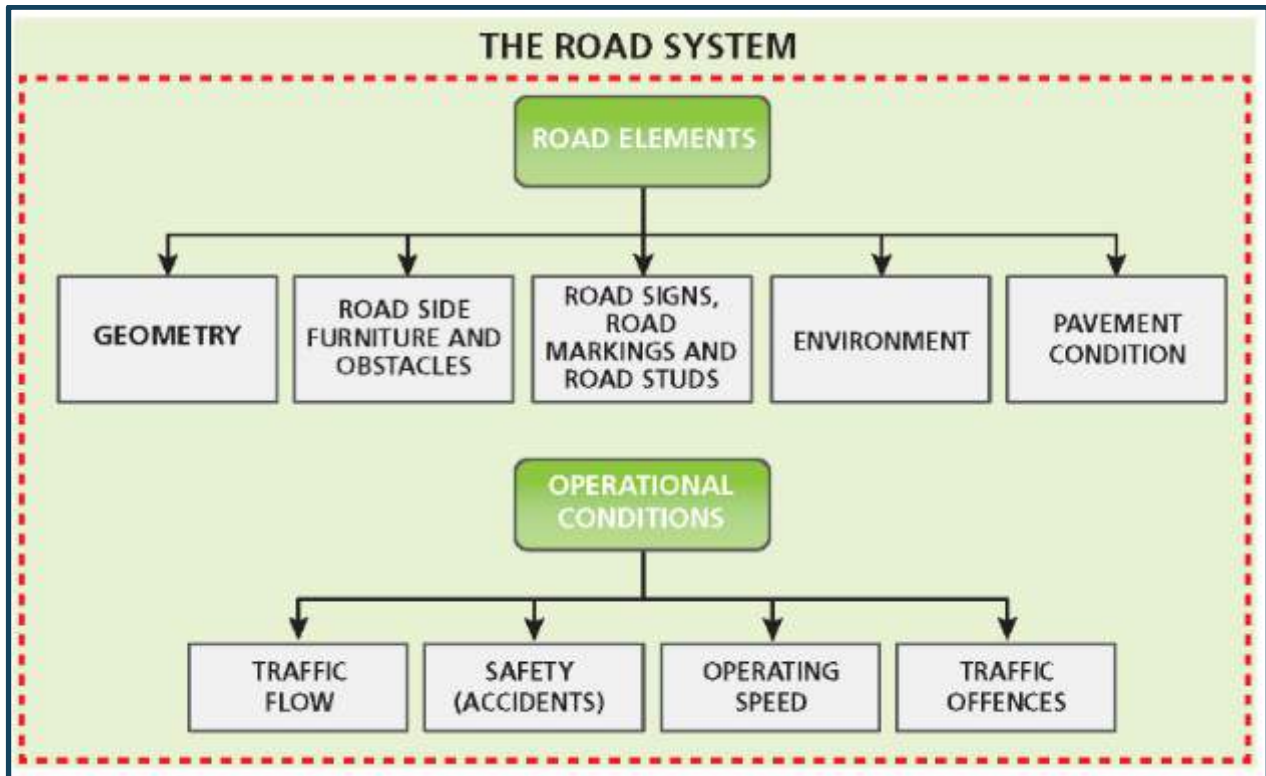 THE ROAD SYSTEM
ROAD ELEMENTS
GEOMETRY
ROAD SIDE
FURNITURE AND
OBSTACLES
ROAD SIGNS,
ROAD
MARKINGS AND
ROAD STUDS
ENVIRONMENT
PAVEMENT
CONDITION
OPERATIONAL
CONDITIONS
TRAFFIC
FLOW
SAFETY
(ACCIDENTS)
OPERATING
SPEED
TRAFFIC
OFFENCES